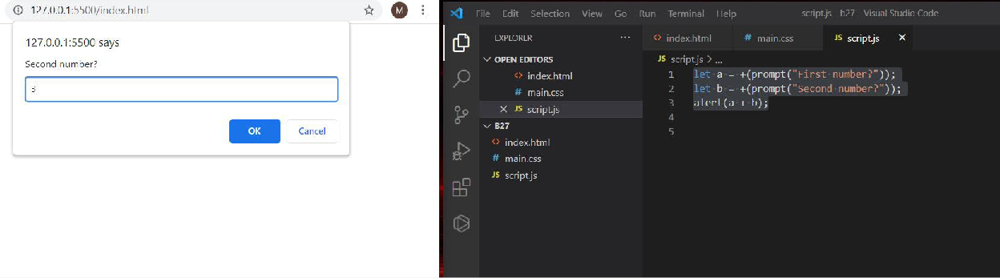 127.0.0.1:5500/index.html
M
127.0.0.1:5500 says
Second number?
3
OK
Cancel
File Edit Selection View Go Run Terminal Help
script.js - b27 - Visual Studio Code
EXPLORER
OPEN EDITORS
<> index.html
# main.css
JS script.js
B27
<> index.html
# main.css
JS script.js
<> index.html
# main.css
JS script.js
JS script.js > ...
1 let a = +(prompt("First number?"));
2 let b = +(prompt("Second number?"));
3 alert(a + b);
4
5